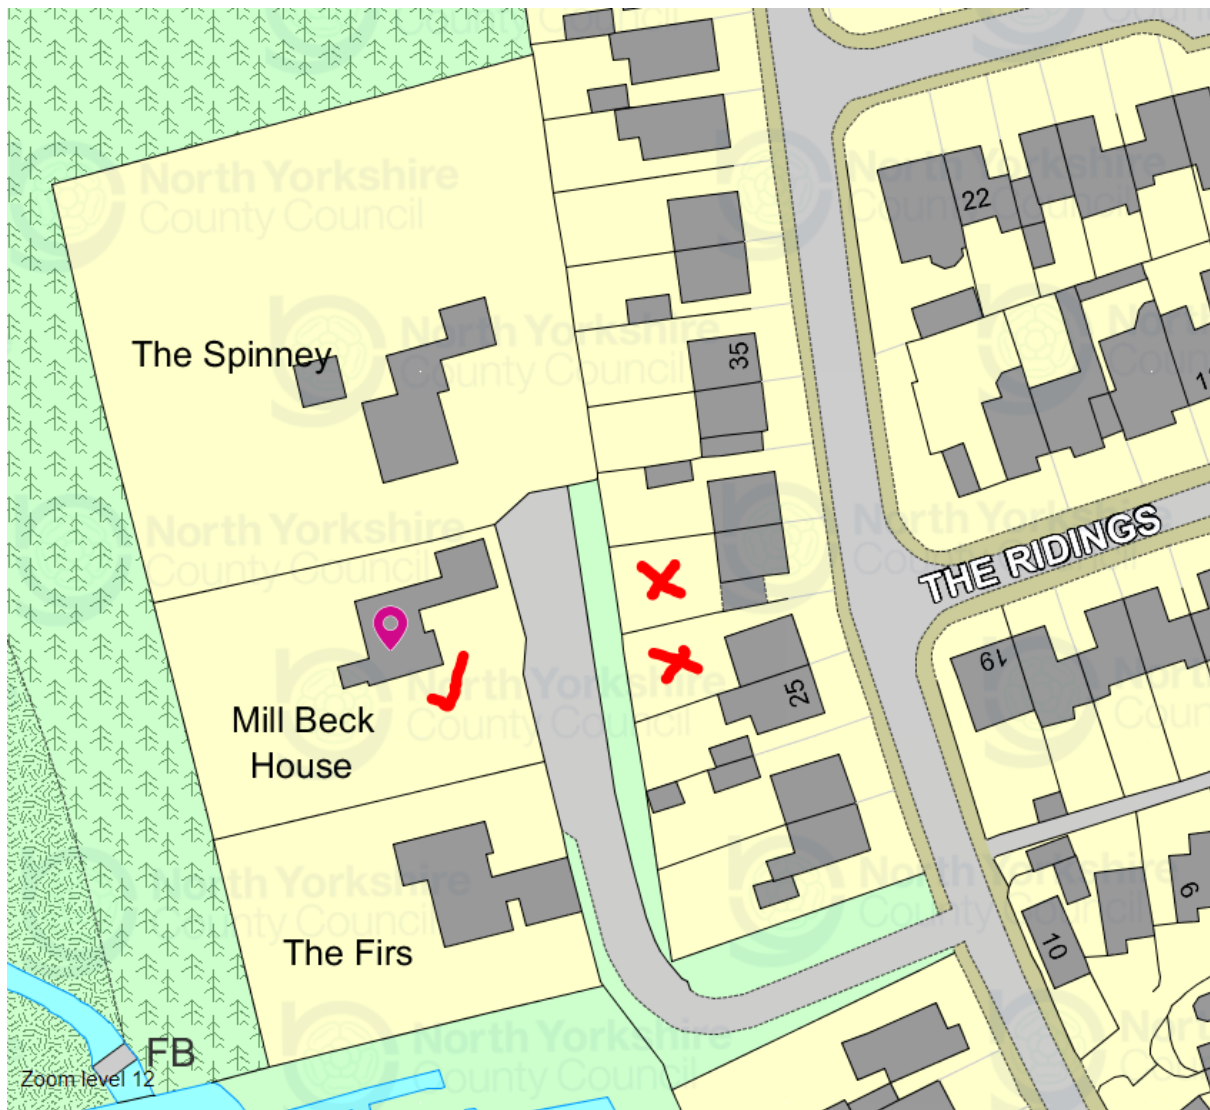 North Yorkshire
County Council
22
The Spinney
35
THE RIDINGS
19
25
Mill Beck
House
6
10
The Firs
FB
Zoom level 12